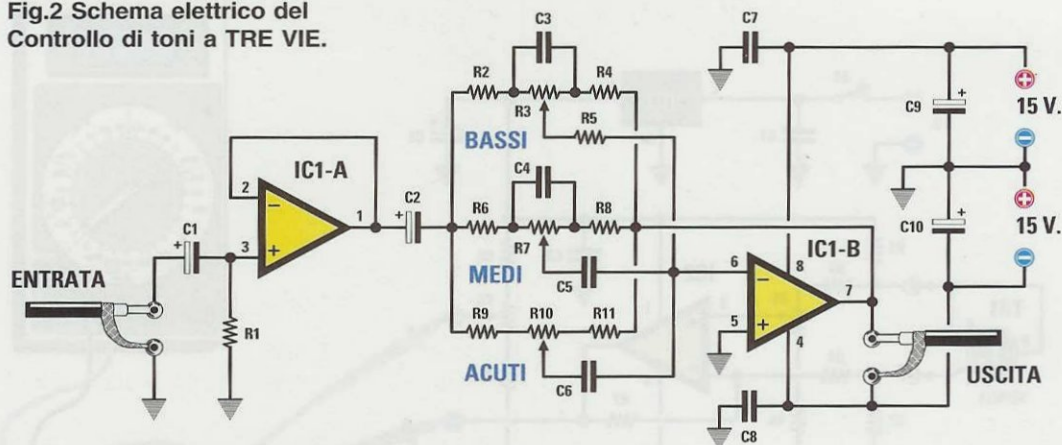 Fig.2 Schema elettrico del
Controllo di toni a TRE VIE.
C3
C7
R2
R4
R3
C9
+
15 V.
R5
BASSI
IC1-A
C4
2
−
C2
+
1
R6
R8
C10
+
15 V.
C1
+
3
+
R7
IC1-B
ENTRATA
MEDI
C5
6
−
8
7
R1
R9
R10
R11
5
+
4
ACUTI
C6
USCITA
C8